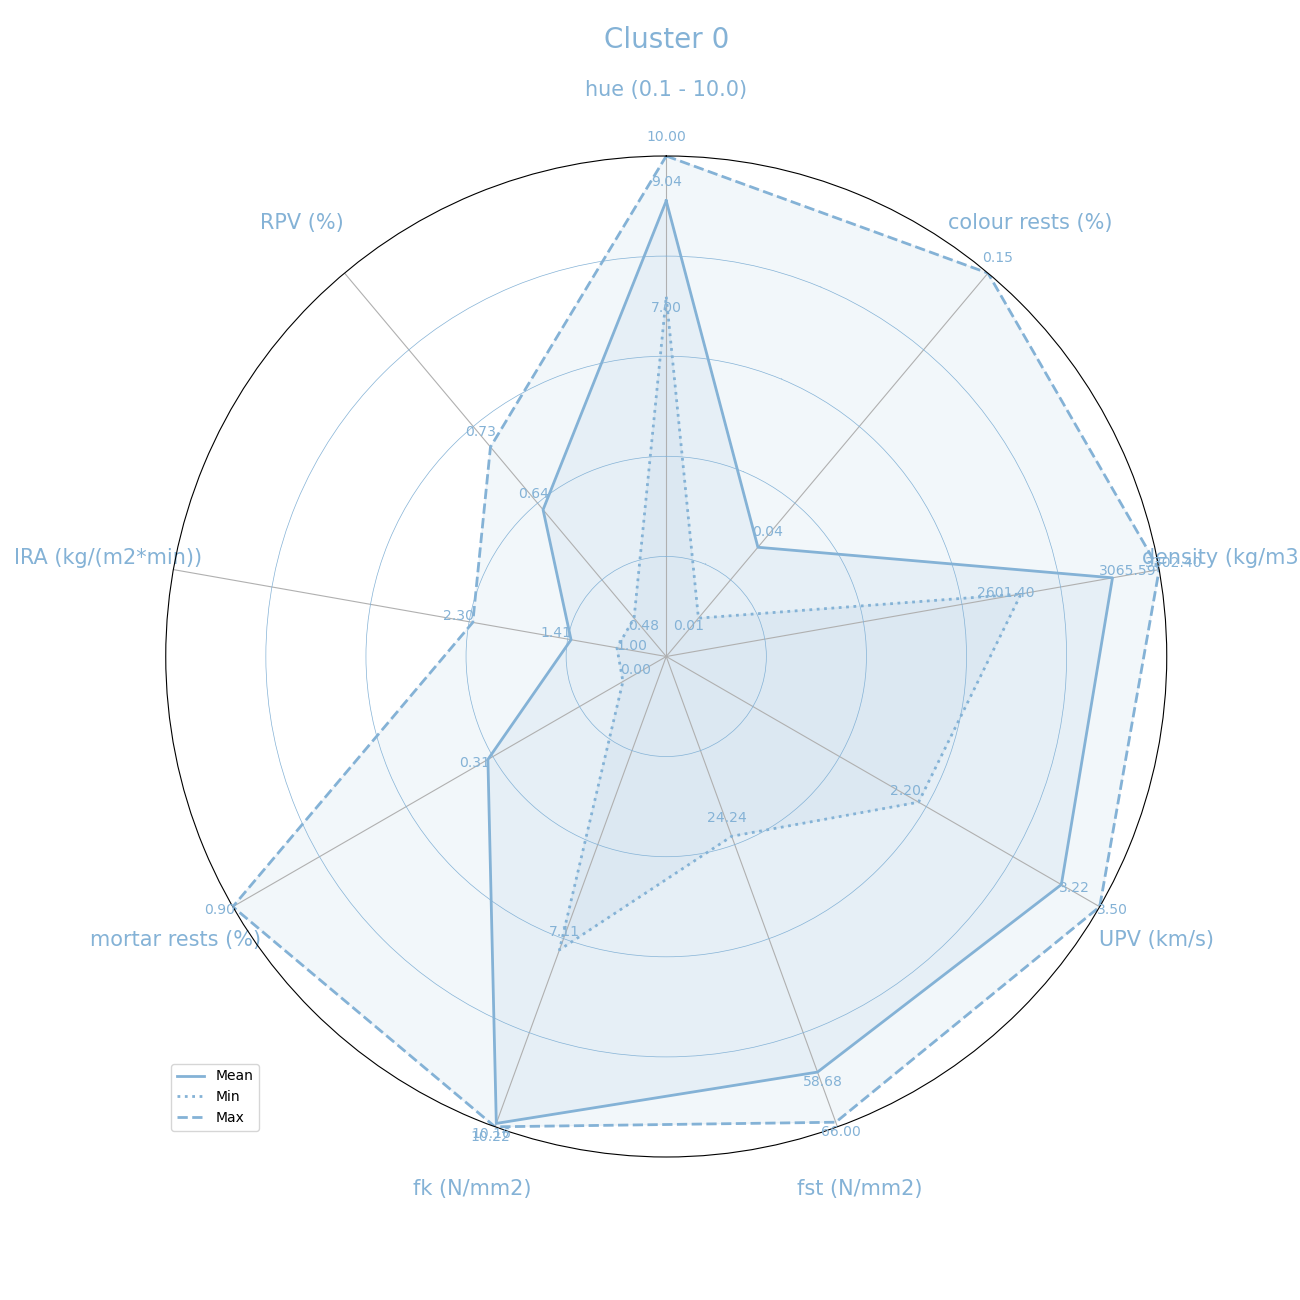 Cluster 0
hue (0.1 - 10.0)
10.00
9.04
7.00
RPV (%)
colour rests (%)
0.15
0.73
0.64
0.04
IRA (kg/(m2*min))
density (kg/m3
3065.59
2601.40
2.30
1.41
1.00
0.48
0.01
0.00
0.31
24.24
2.20
3.22
3.50
0.90
mortar rests (%)
UPV (km/s)
7.11
58.68
66.00
10.22
fk (N/mm2)
fst (N/mm2)
Mean
Min
Max